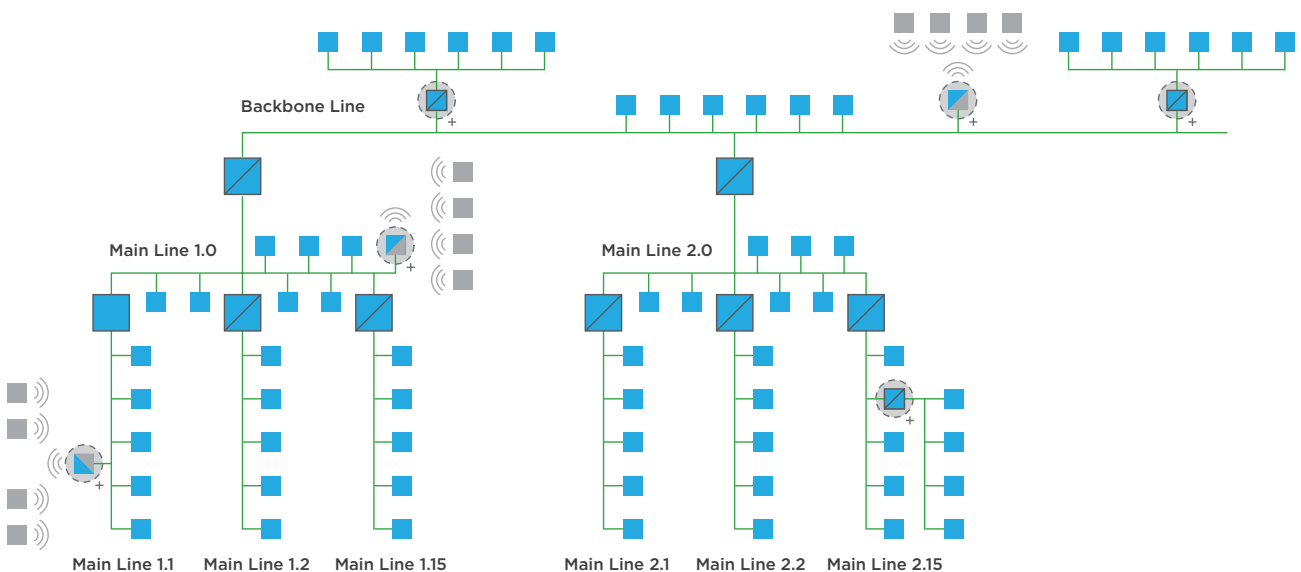 Backbone Line
+
+
+
Main Line 1.0
+
Main Line 2.0
+
+
Main Line 1.1
Main Line 1.2
Main Line 1.15
Main Line 2.1
Main Line 2.2
Main Line 2.15